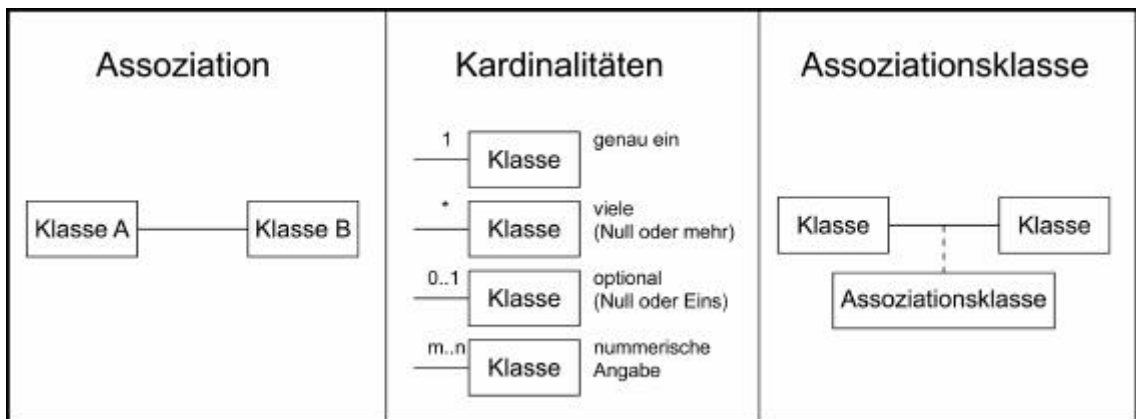 Assoziation
Klasse A
Klasse B
Kardinalitäten
1
Klasse
genau ein
*
Klasse
viele
(Null oder mehr)
0..1
Klasse
optional
(Null oder Eins)
m..n
Klasse
nummerische
Angabe
Assoziationsklasse
Klasse
Klasse
Assoziationsklasse